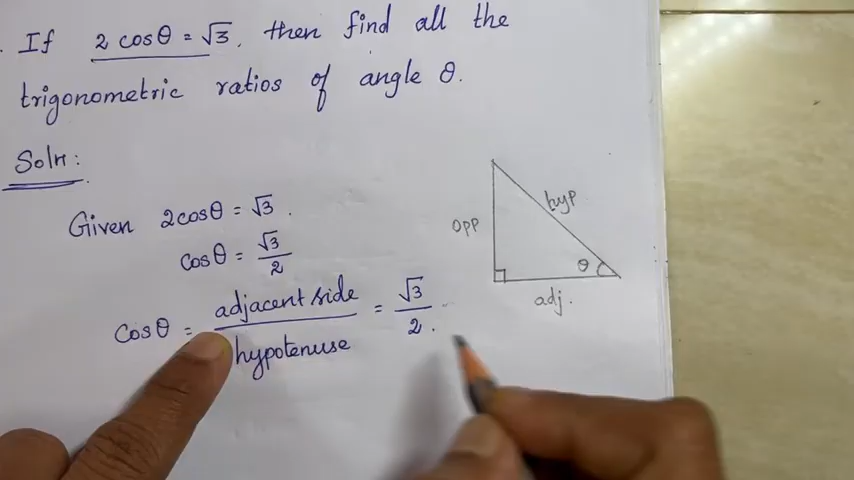 . If 2 cosθ = √3, then find all the
trigonometric ratios of angle θ.
Soln:
Given 2cosθ = √3.
cosθ = √3/2
cosθ = adjacent side/hypotenuse = √3/2.
opp
hyp
θ
adj.